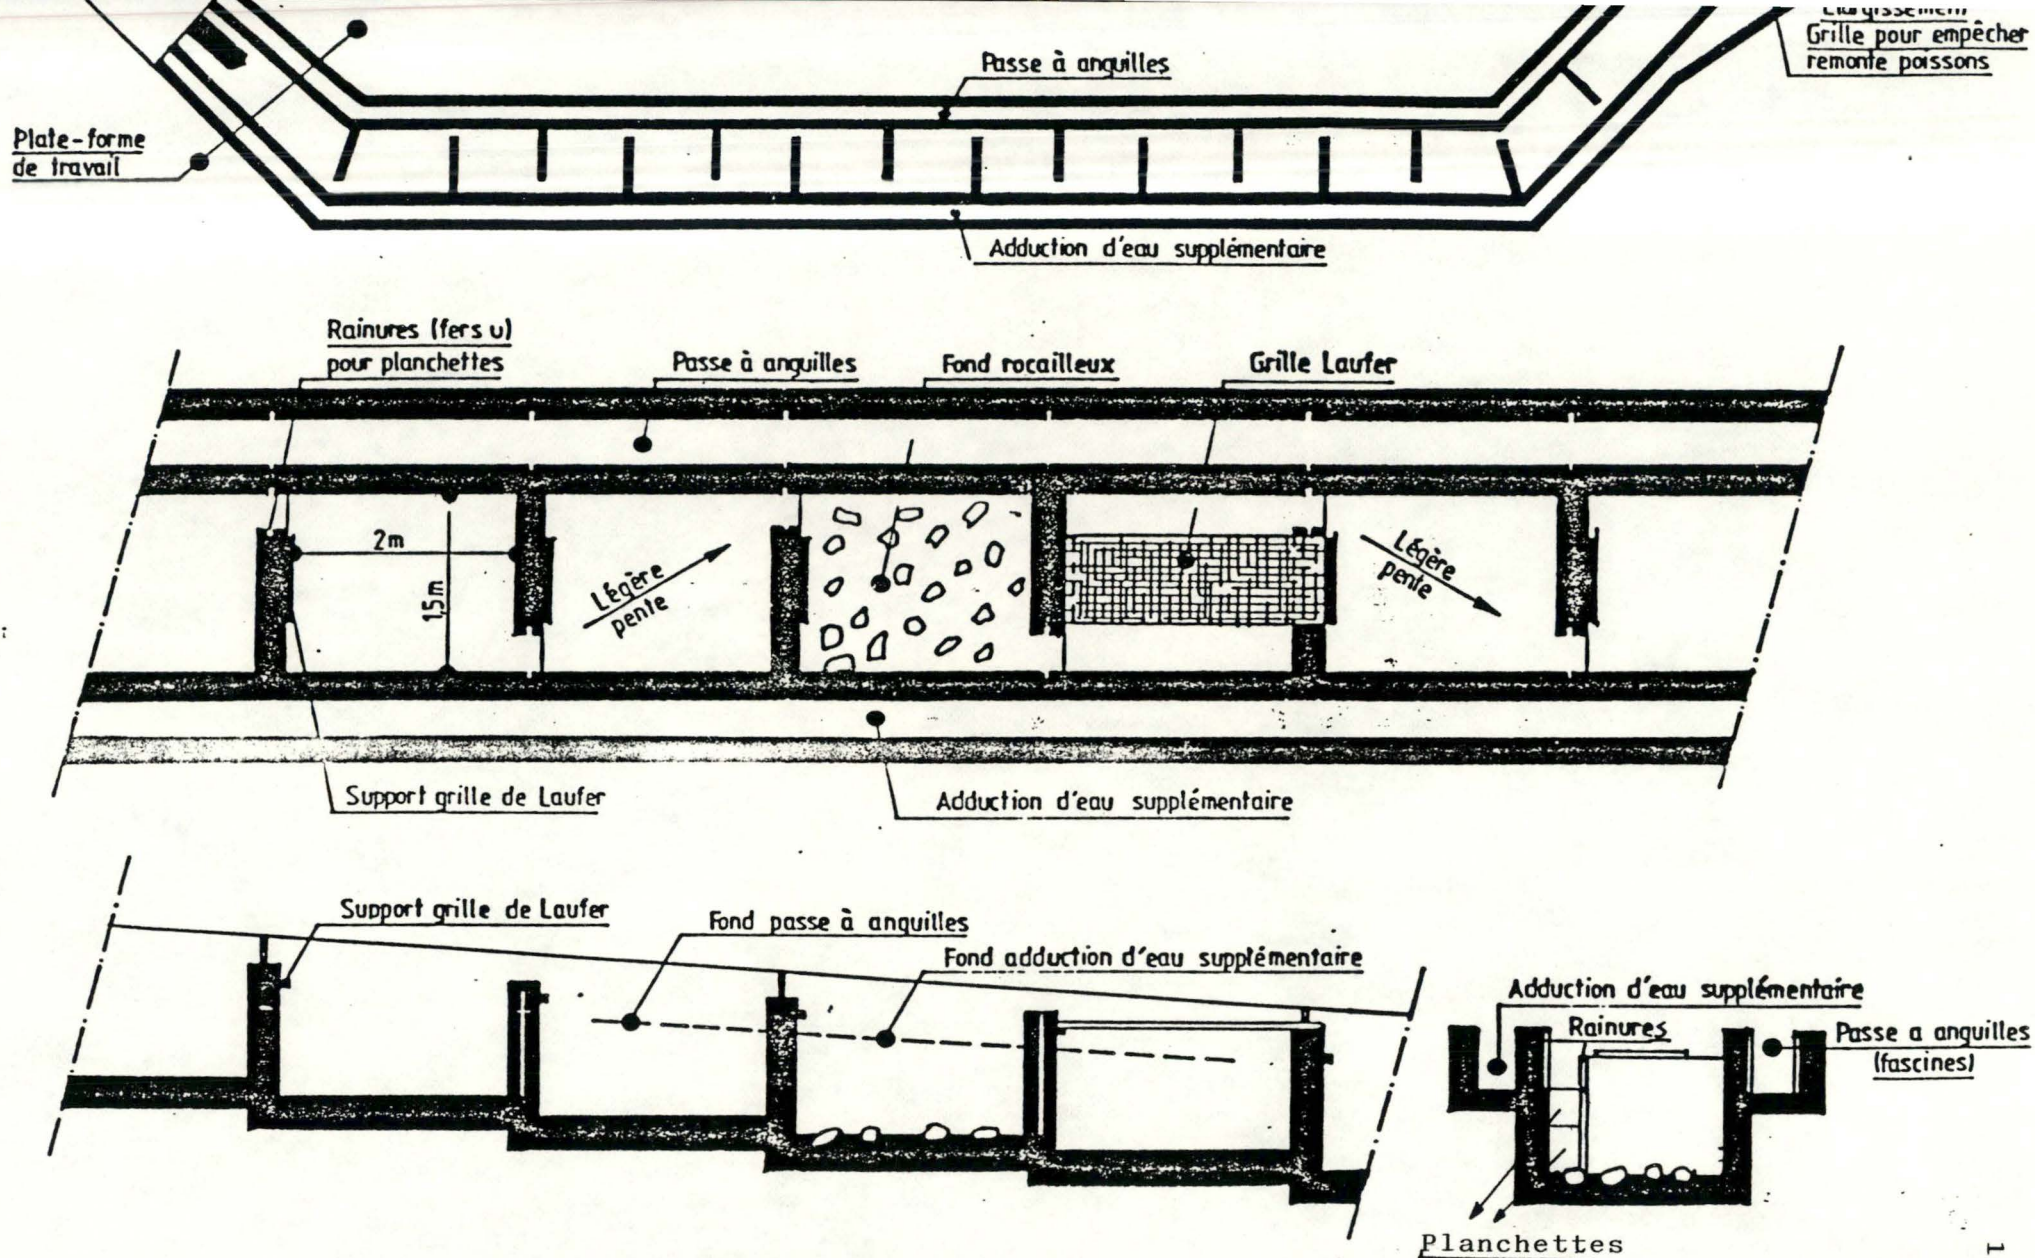 Elargissement
Grille pour empêcher
remonte poissons
Passe à anguilles
Plate-forme
de travail
Adduction d'eau supplémentaire
Rainures (fers u)
pour planchettes
Passe à anguilles
Fond rocailleux
Grille Laufer
2m
1,5m
Légère
pente
Légère
pente
Support grille de Laufer
Adduction d'eau supplémentaire
Support grille de Laufer
Fond passe à anguilles
Fond adduction d'eau supplémentaire
Adduction d'eau supplémentaire
Rainures
Passe a anguilles
(fascines)
Planchettes
1